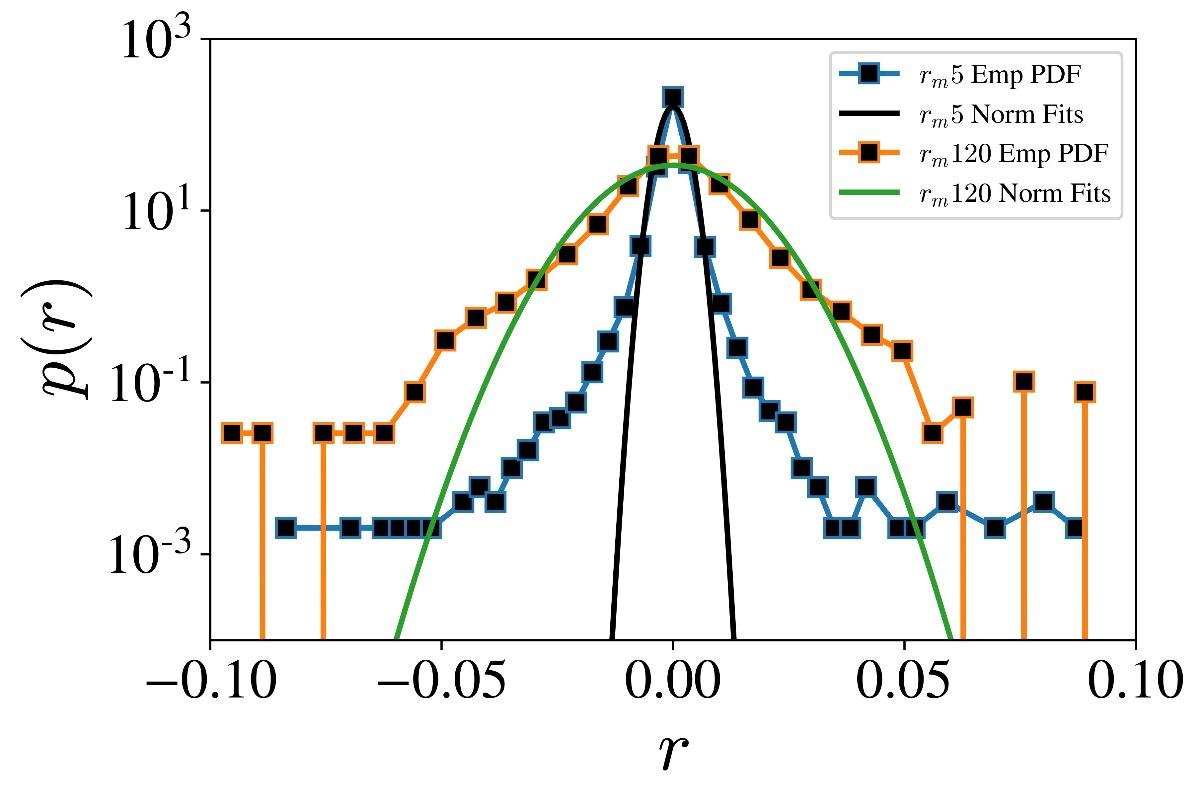 10^3
10^1
10^-1
10^-3
p(r)
−0.10
−0.05
0.00
0.05
0.10
r
r_m5 Emp PDF
r_m5 Norm Fits
r_m120 Emp PDF
r_m120 Norm Fits